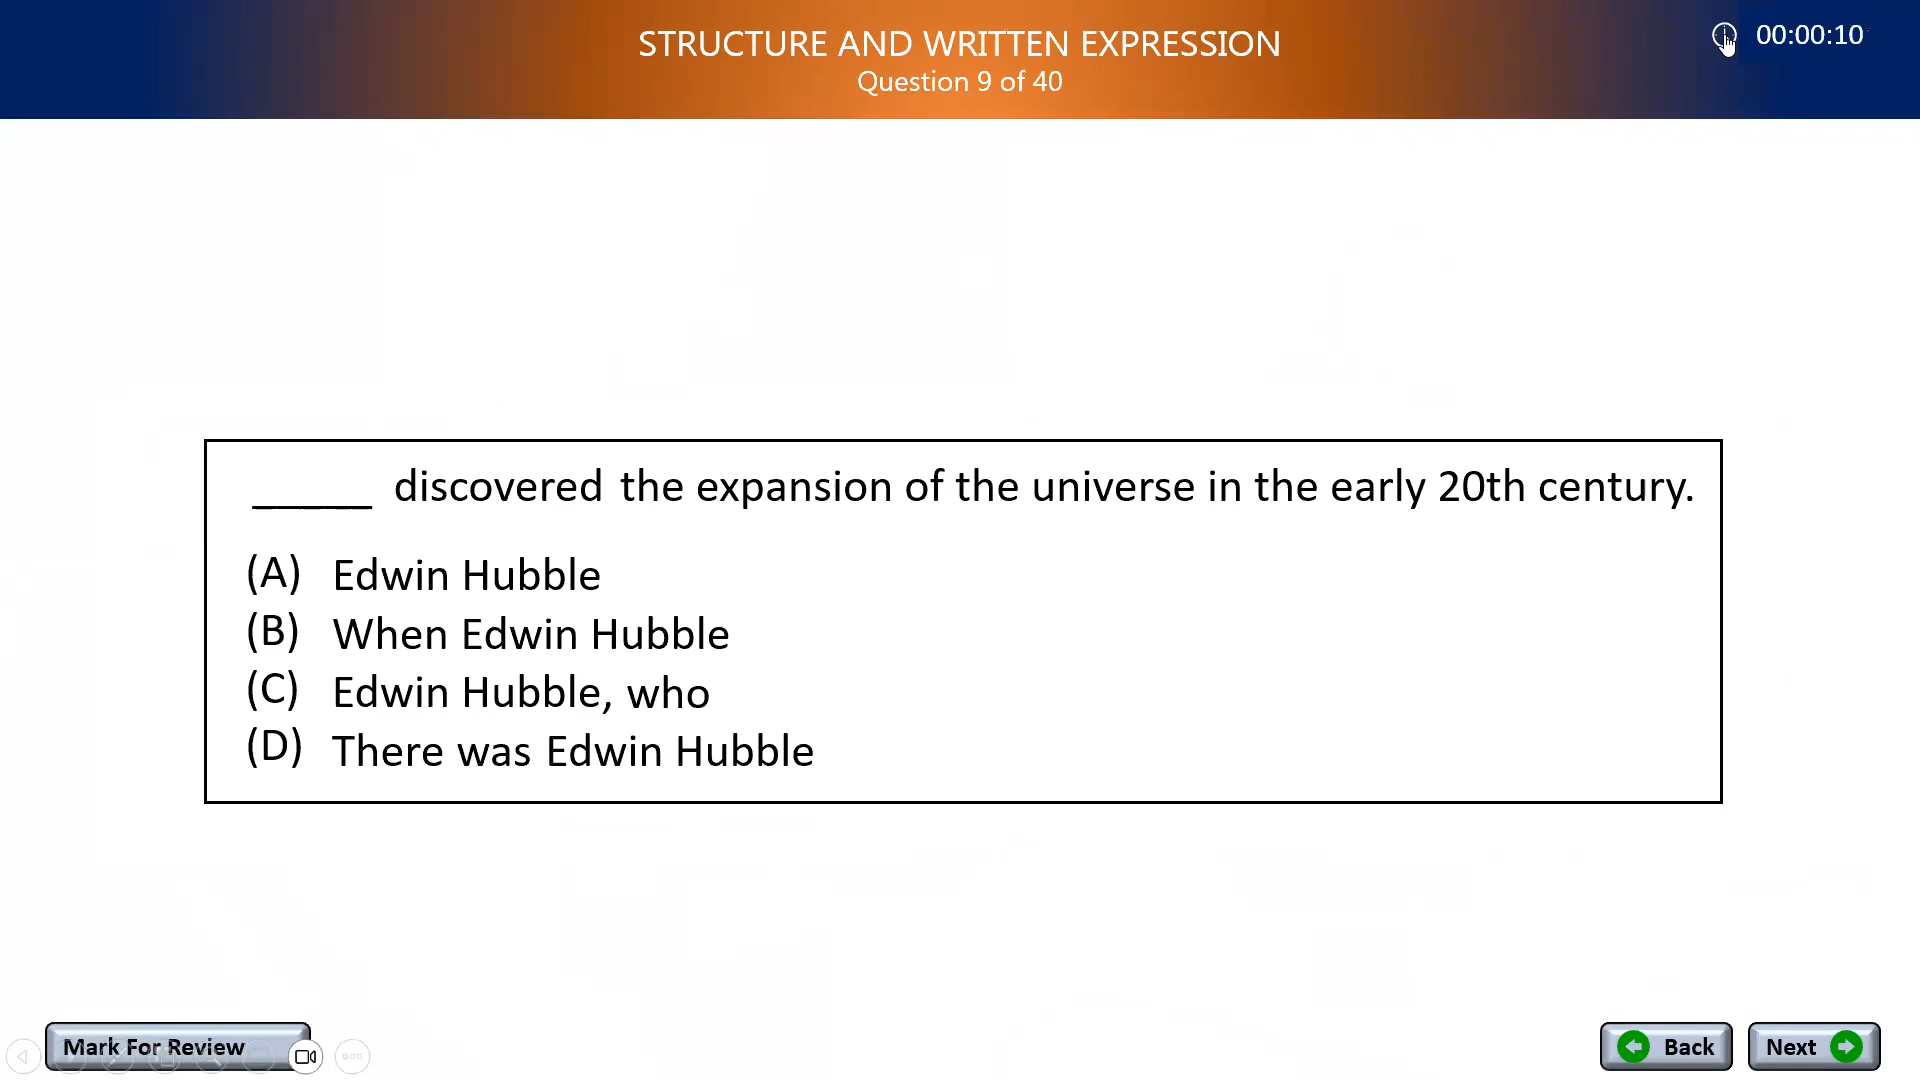 STRUCTURE AND WRITTEN EXPRESSION
Question 9 of 40
00:00:10
_____ discovered the expansion of the universe in the early 20th century.
(A) Edwin Hubble
(B) When Edwin Hubble
(C) Edwin Hubble, who
(D) There was Edwin Hubble
Mark For Review
Back
Next